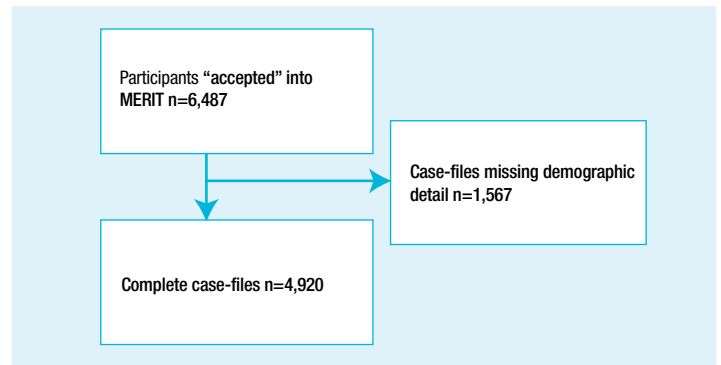 Participants “accepted” into
MERIT n=6,487
Case-files missing demographic
detail n=1,567
Complete case-files n=4,920